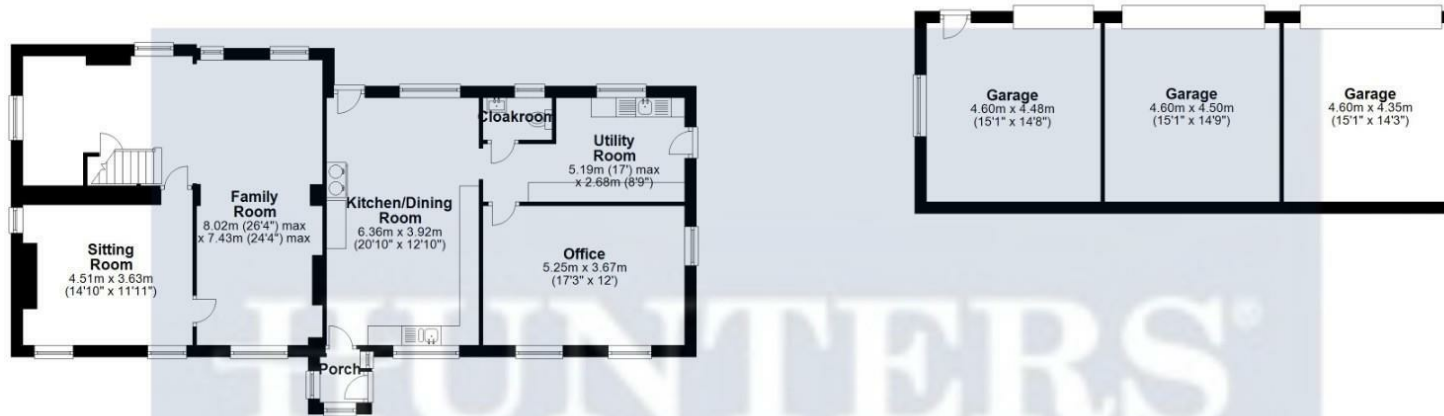 Garage
4.60m x 4.48m
(15'1" x 14'8")
Garage
4.60m x 4.50m
(15'1" x 14'9")
Garage
4.60m x 4.35m
(15'1" x 14'3")
Cloakroom
Utility
Room
5.19m (17') max
x 2.68m (8'9")
Family
Room
8.02m (26'4") max
x 7.43m (24'4") max
Kitchen/Dining
Room
6.36m x 3.92m
(20'10" x 12'10")
Sitting
Room
4.51m x 3.63m
(14'10" x 11'11")
Office
5.25m x 3.67m
(17'3" x 12')
Porch
HUNTERS®